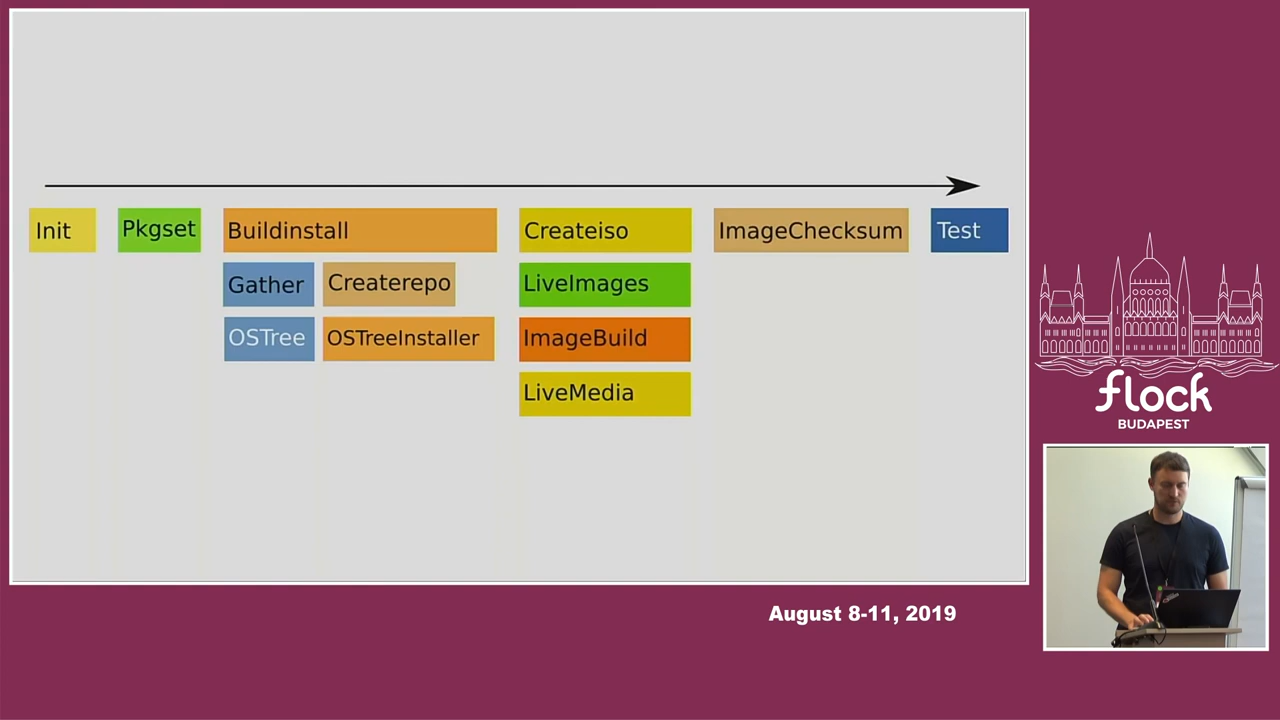 Init
Pkgset
Buildinstall
Createiso
ImageChecksum
Test
Gather
Createrepo
LiveImages
OSTree
OSTreeInstaller
ImageBuild
LiveMedia
flock
BUDAPEST
August 8-11, 2019